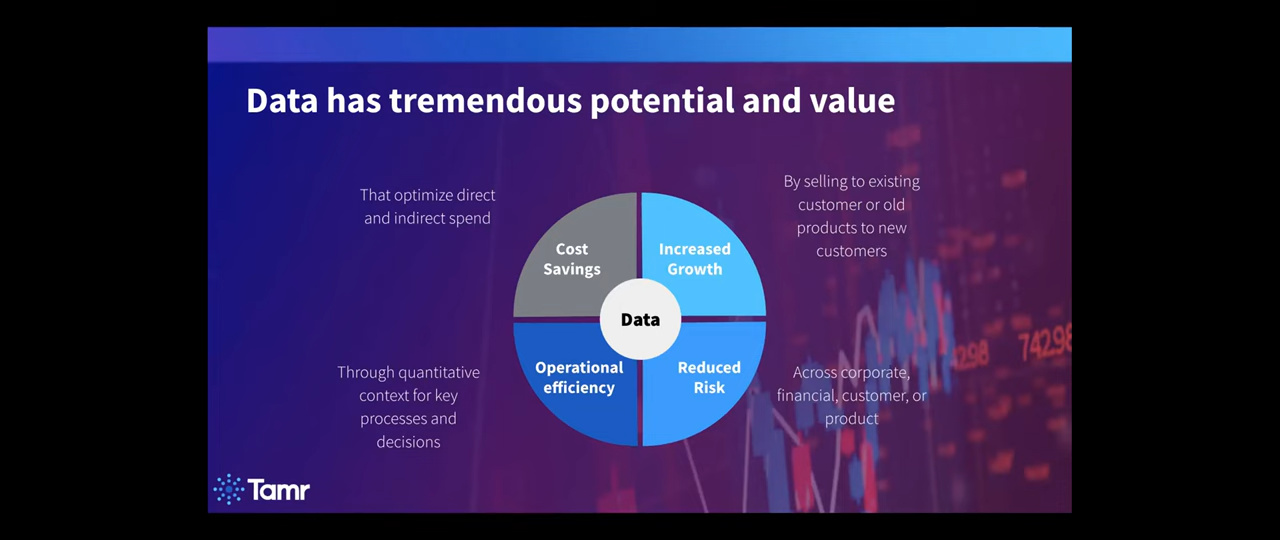 Data has tremendous potential and value
That optimize direct
and indirect spend
By selling to existing
customer or old
products to new
customers
Cost
Savings
Increased
Growth
Data
Operational
efficiency
Reduced
Risk
Through quantitative
context for key
processes and
decisions
Across corporate,
financial, customer, or
product
742.98
Tamr